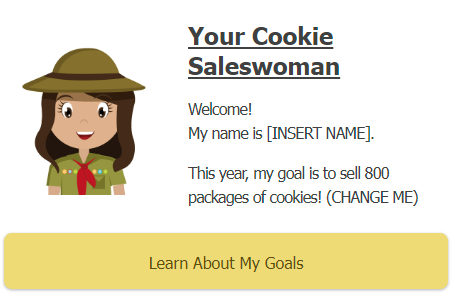 Your Cookie
Saleswoman
Welcome!
My name is [INSERT NAME].
This year, my goal is to sell 800
packages of cookies! (CHANGE ME)
Learn About My Goals